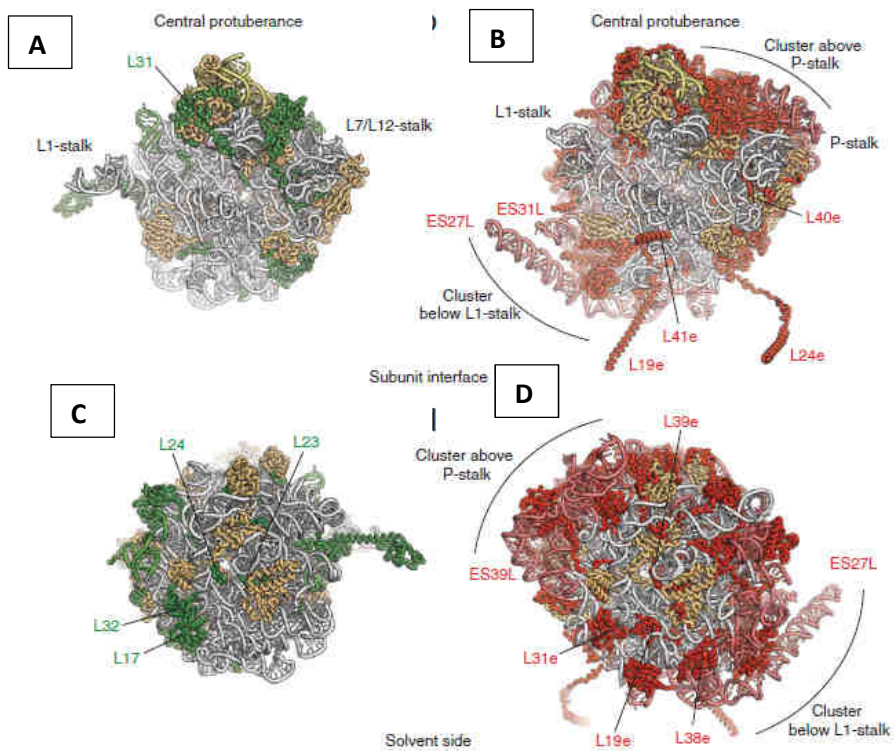 A
Central protuberance
L31
L7/L12-stalk
L1-stalk
B
Central protuberance
Cluster above
P-stalk
L1-stalk
P-stalk
ES31L
ES27L
L40e
Cluster
below L1-stalk
L41e
L19e
L24e
Subunit interface
C
L24
L23
L32
L17
D
L39e
Cluster above
P-stalk
ES27L
ES39L
L31e
L19e
L38e
Cluster
below L1-stalk
Solvent side